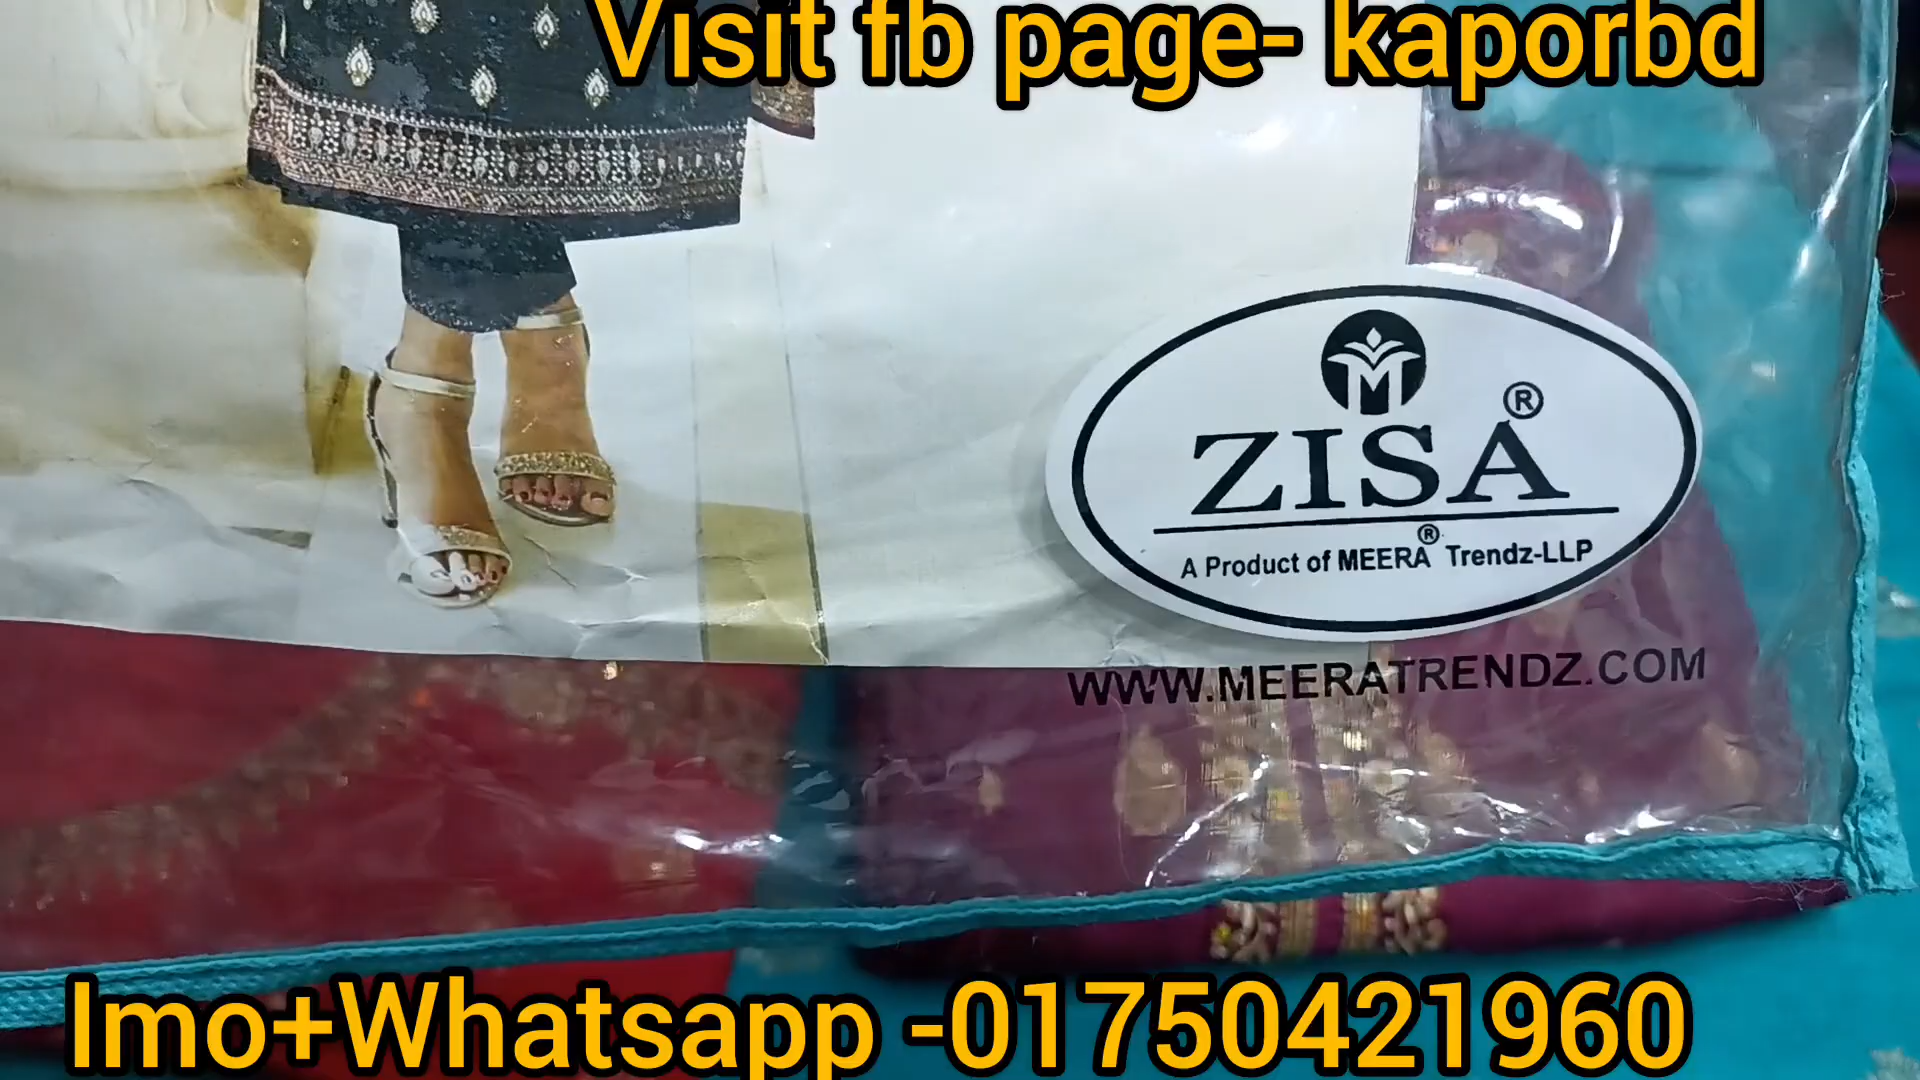 Visit fb page- kaporbd
M
ZISA®
A Product of MEERA® Trendz-LLP
WWW.MEERATRENDZ.COM
Imo+Whatsapp -01750421960